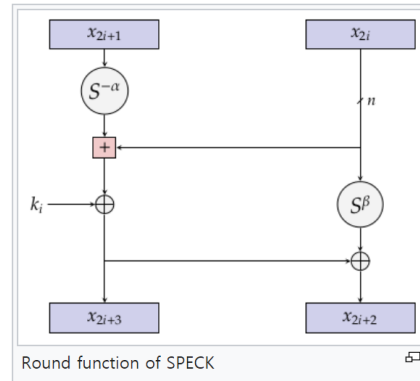 x₂ᵢ₊₁ x₂ᵢ
S⁻ᵅ
n
+
kᵢ ⊕ Sᵝ
⊕
x₂ᵢ₊₃ x₂ᵢ₊₂
Round function of SPECK